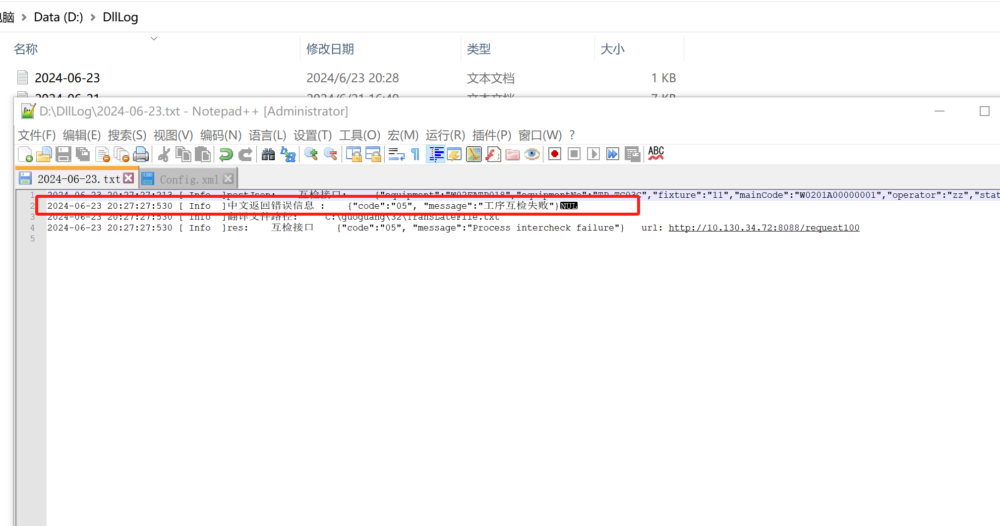 电脑 > Data (D:) > DllLog
名称 修改日期 类型 大小
2024-06-23 2024/6/23 20:28 文本文档 1 KB
2024-06-21 2024/6/21 16:49 文本文档 7 KB
D:\DllLog\2024-06-23.txt - Notepad++ [Administrator]
文件(F) 编辑(E) 搜索(S) 视图(V) 编码(N) 语言(L) 设置(T) 工具(O) 宏(M) 运行(R) 插件(P) 窗口(W) ?
ABC
2024-06-23.txt Config.xml
1 2024-06-23 20:27:27:213 [ Info ]postJson: 互检接口: {"equipment":"W02FATP018","equipmentNo":"TP-TC03C","fixture":"11","mainCode":"W0201A00000001","operator":"zz","stat
2 2024-06-23 20:27:27:530 [ Info ]中文返回错误信息 : {"code":"05", "message":"工序互检失败"}NUL
3 2024-06-23 20:27:27:530 [ Info ]翻译文件路径: C:\guoguang\32\TransLateFile.txt
4 2024-06-23 20:27:27:530 [ Info ]res: 互检接口 {"code":"05", "message":"Process intercheck failure"} url: http://10.130.34.72:8088/request100
5